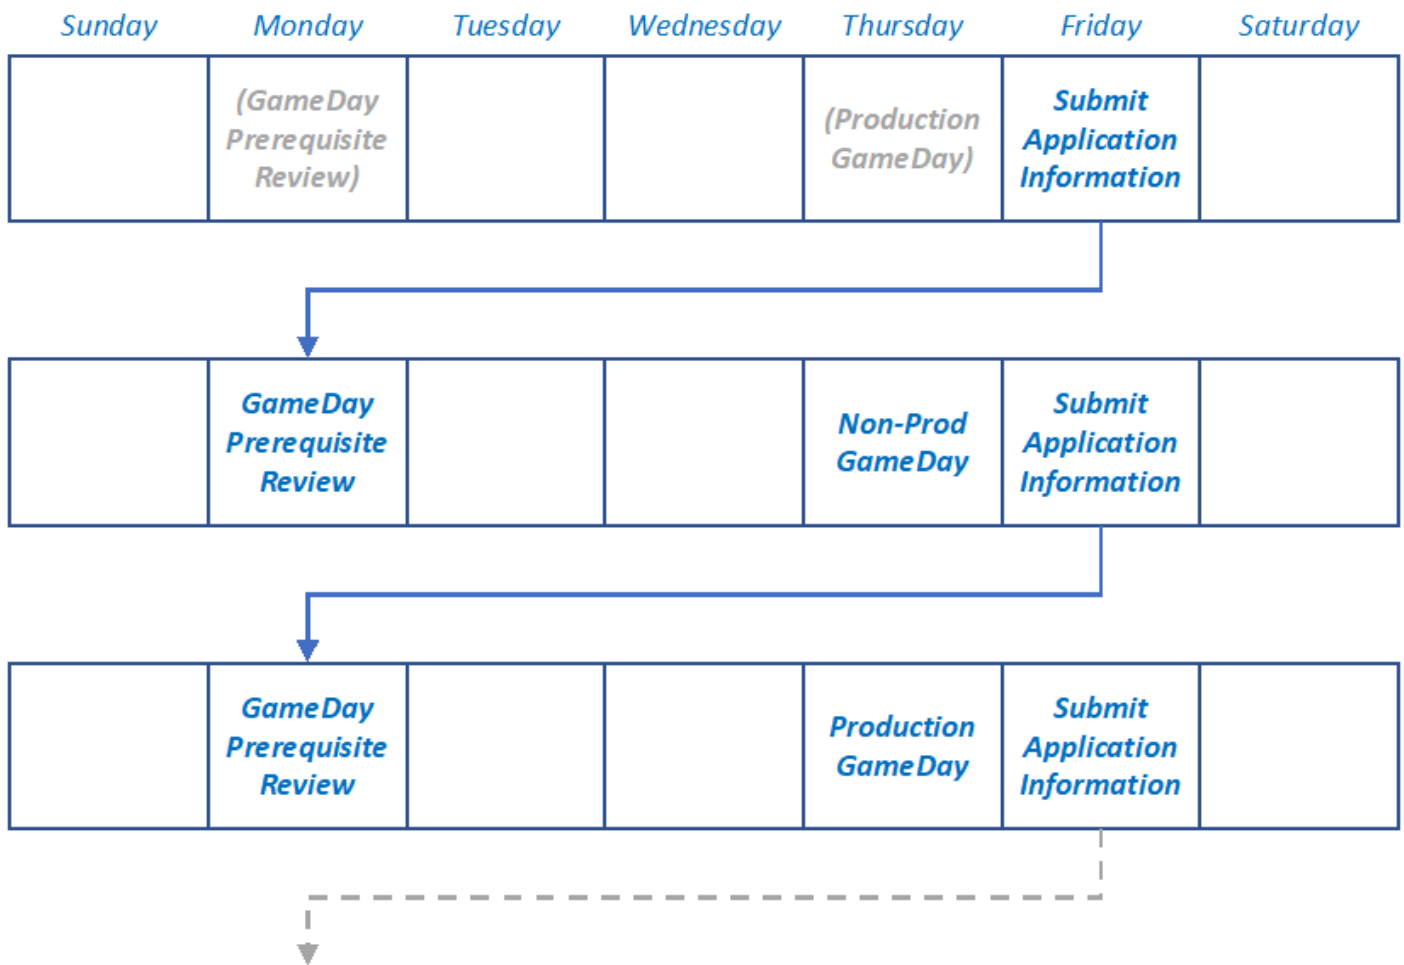 Sunday Monday Tuesday Wednesday Thursday Friday Saturday
(GameDay
Prerequisite
Review)
(Production
GameDay)
Submit
Application
Information
GameDay
Prerequisite
Review
Non-Prod
GameDay
Submit
Application
Information
GameDay
Prerequisite
Review
Production
GameDay
Submit
Application
Information